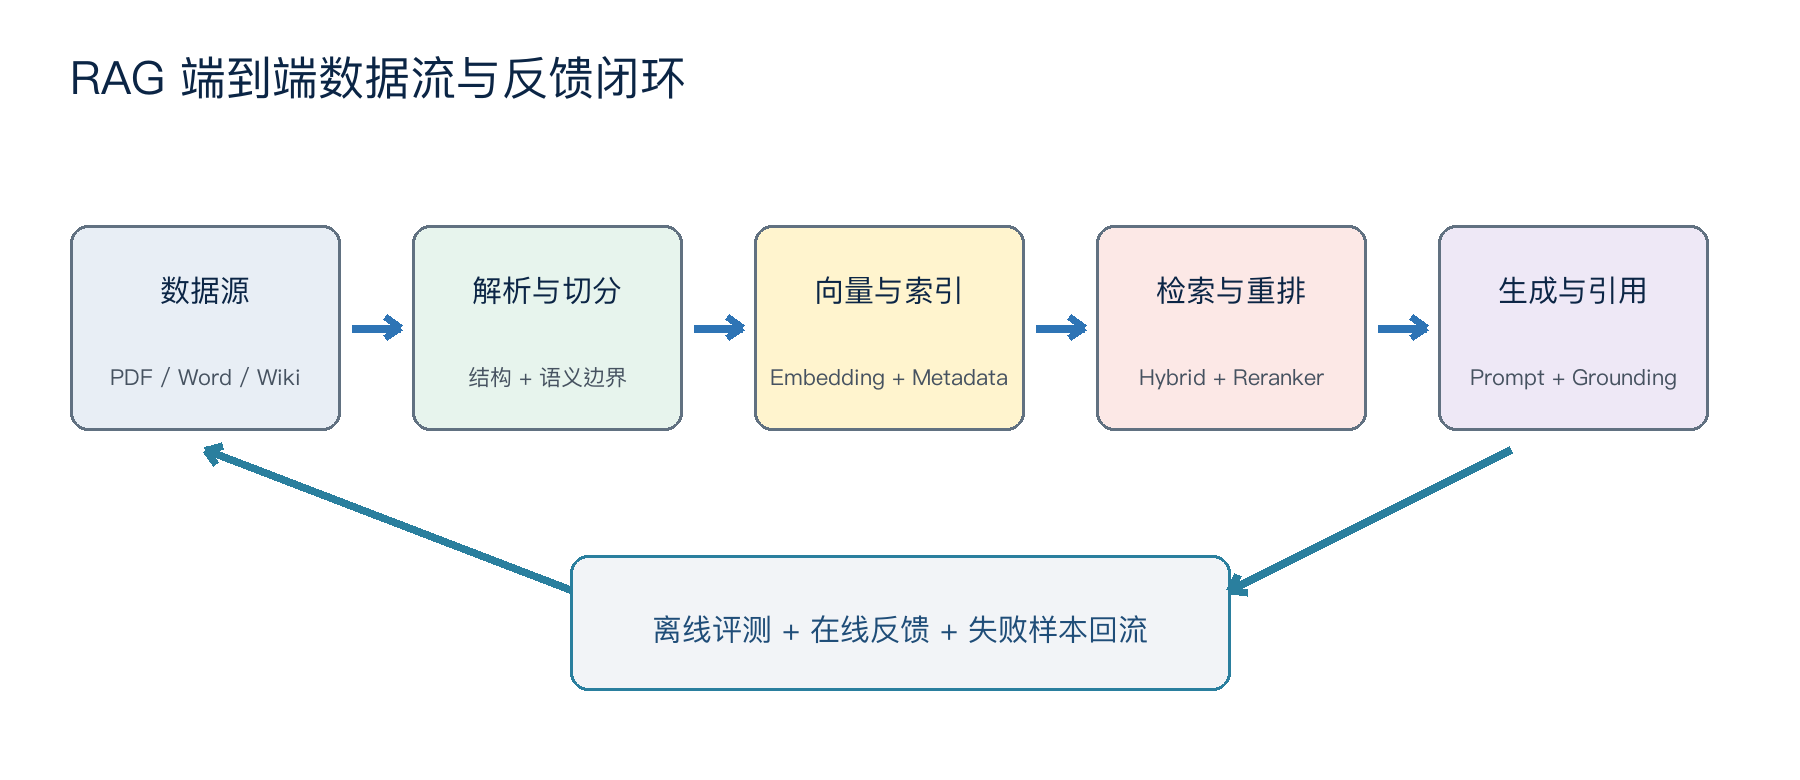 RAG 端到端数据流与反馈闭环
数据源
PDF / Word / Wiki
解析与切分
结构 + 语义边界
向量与索引
Embedding + Metadata
检索与重排
Hybrid + Reranker
生成与引用
Prompt + Grounding
离线评测 + 在线反馈 + 失败样本回流